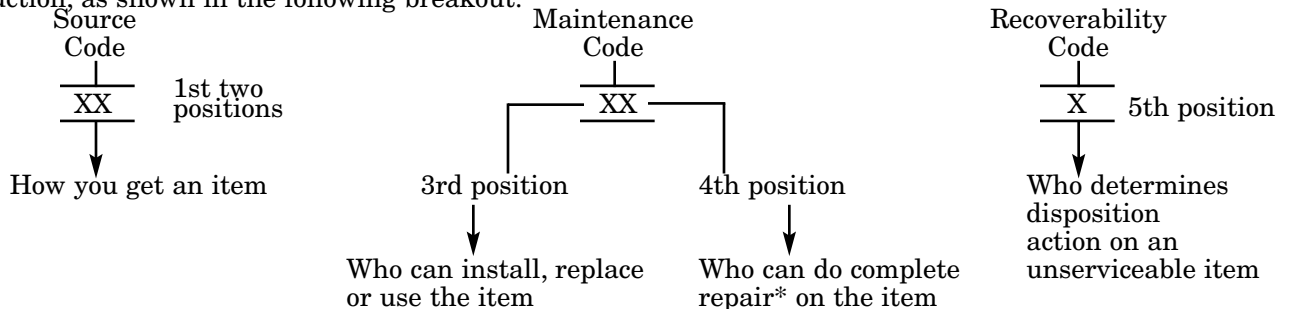 action, as shown in the following breakout.
Source
Code
XX
1st two
positions
How you get an item
Maintenance
Code
XX
3rd position
4th position
Who can install, replace
or use the item
Who can do complete
repair* on the item
Recoverability
Code
X
5th position
Who determines
disposition
action on an
unserviceable item